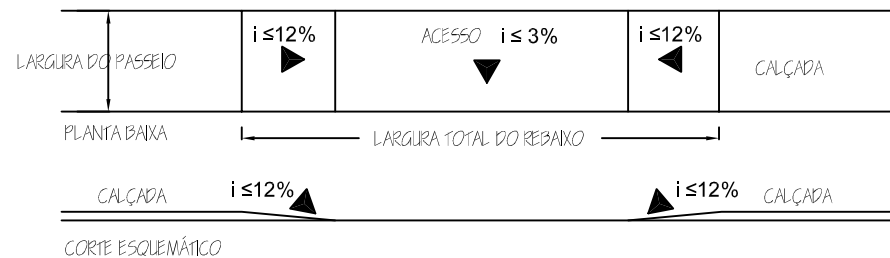 i ≤12%
ACESSO i ≤ 3%
i ≤12%
LARGURA DO PASSEIO
CALÇADA
PLANTA BAIXA
LARGURA TOTAL DO REBAIXO
CALÇADA
i ≤12%
i ≤12%
CALÇADA
CORTE ESQUEMÁTICO